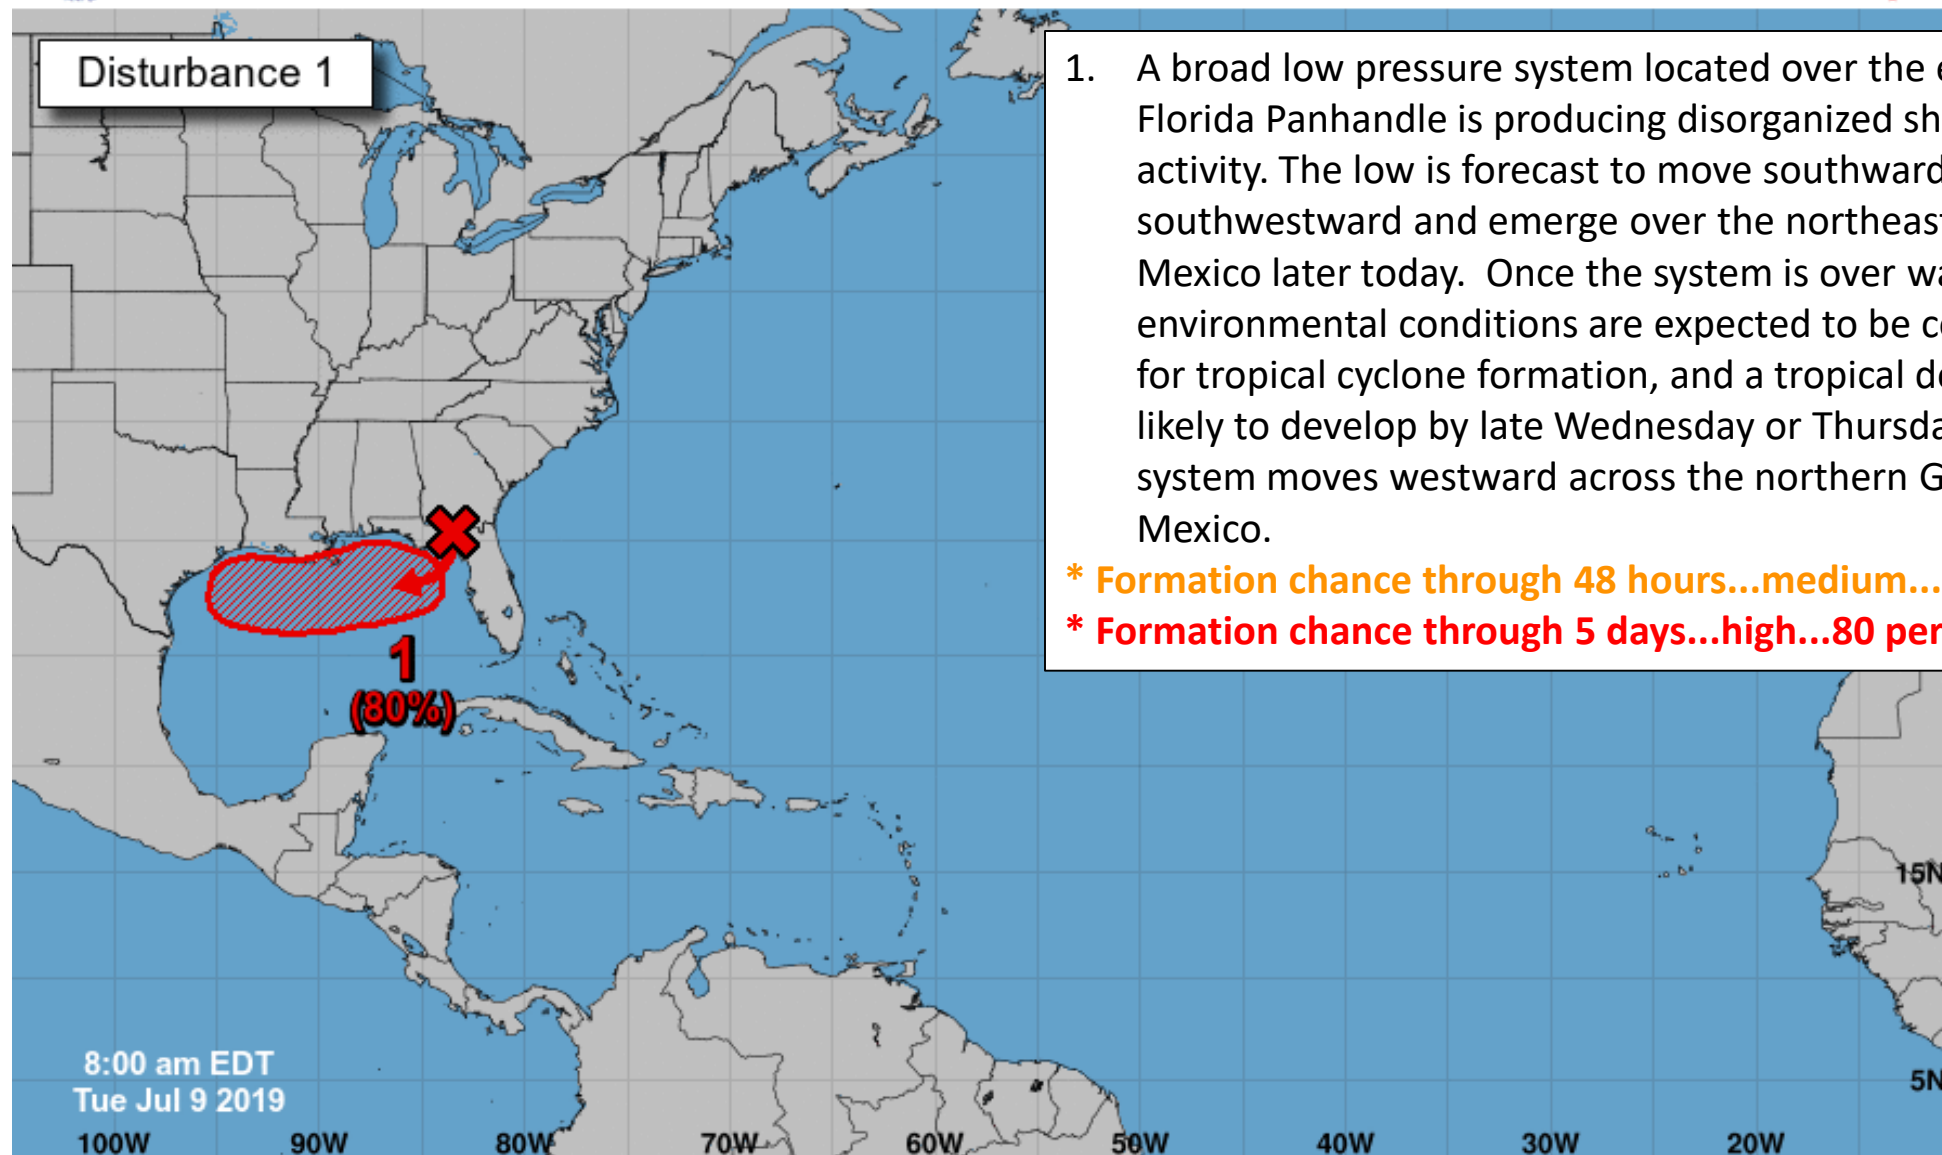 Disturbance 1
1. A broad low pressure system located over the
Florida Panhandle is producing disorganized
activity. The low is forecast to move southward
southwestward and emerge over the
Mexico later today. Once the system is over
environmental conditions are expected to be
for tropical cyclone formation, and a tropical
likely to develop by late Wednesday or
system moves westward across the northern
Mexico.
* Formation chance through 48 hours...medium...
* Formation chance through 5 days...high...80
1
(80%)
15N
8:00 am EDT
Tue Jul 9 2019
5N
100W 90W 80W 70W 60W 50W 40W 30W 20W